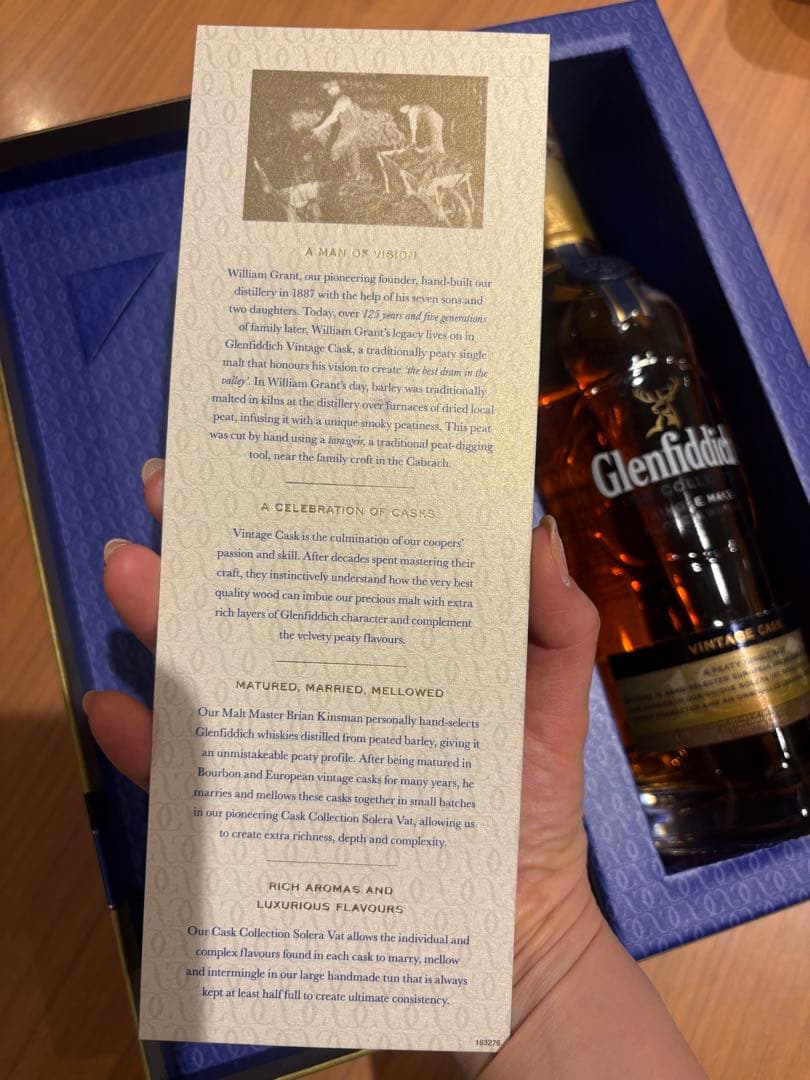 A MAN OF VISION
William Grant, our pioneering founder, hand-built our
distillery in 1887 with the help of his seven sons and
two daughters. Today, over 125 years and five generations
of family later, William Grant's legacy lives on in
Glenfiddich Vintage Cask, a traditionally peaty single
malt that honours his vision to create 'the best dram in the
valley'. In William Grant's day, barley was traditionally
malted in kilns at the distillery over furnaces of dried local
peat, infusing it with a unique smoky peatiness. This peat
was cut by hand using a tarasgeir, a traditional peat-digging
tool, near the family croft in the Cabrach.
A CELEBRATION OF CASKS
Vintage Cask is the culmination of our coopers'
passion and skill. After decades spent mastering their
craft, they instinctively understand how the very best
quality wood can imbue our precious malt with extra
rich layers of Glenfiddich character and complement
the velvety peaty flavours.
MATURED, MARRIED, MELLOWED
Our Malt Master Brian Kinsman personally hand-selects
Glenfiddich whiskies distilled from peated barley, giving it
an unmistakeable peaty profile. After being matured in
Bourbon and European vintage casks for many years, he
marries and mellows these casks together in small batches
in our pioneering Cask Collection Solera Vat, allowing us
to create extra richness, depth and complexity.
RICH AROMAS AND
LUXURIOUS FLAVOURS
Our Cask Collection Solera Vat allows the individual and
complex flavours found in each cask to marry, mellow
and intermingle in our large handmade tun that is always
kept at least half full to create ultimate consistency.
163276
Glenfiddich
VINTAGE CASK